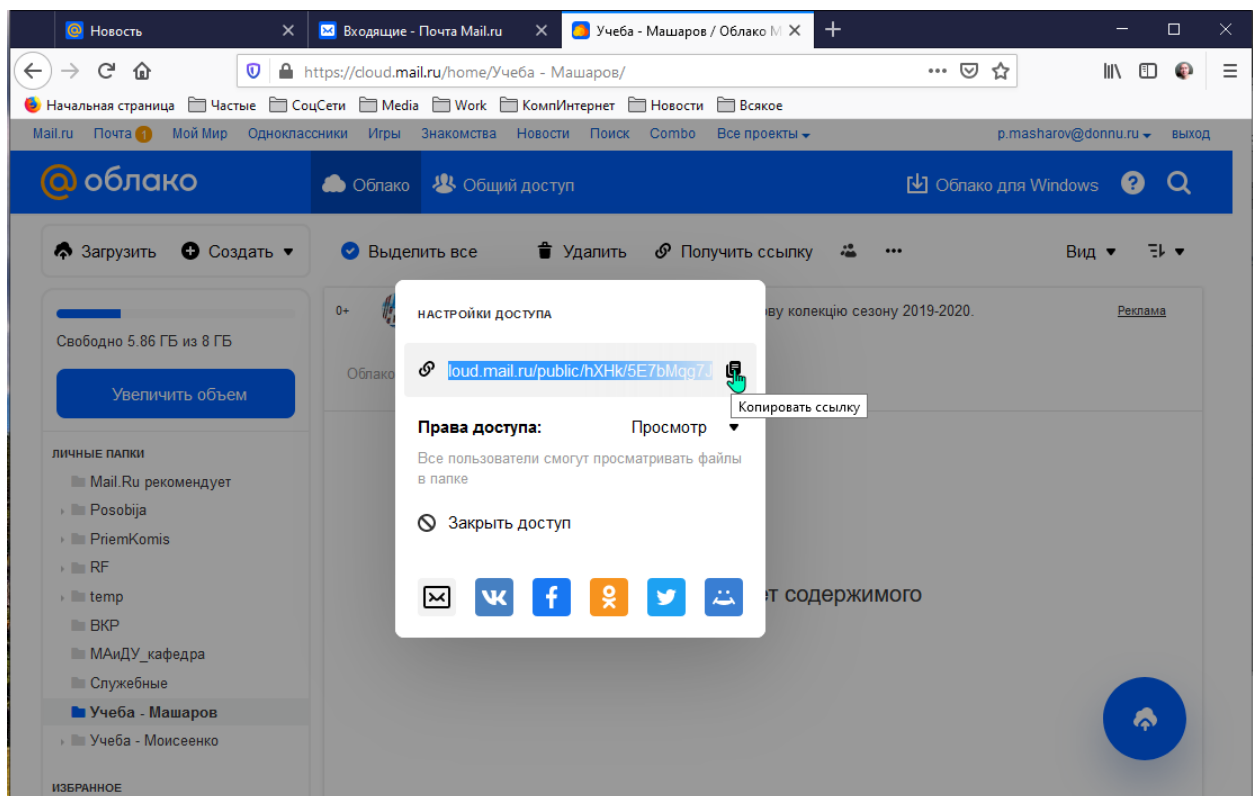 Новость
Входящие - Почта Mail.ru
Учеба - Машаров / Облако M
https://cloud.mail.ru/home/Учеба - Машаров/
Начальная страница Частые СоцСети Media Work КомпИнтернет Новости Всякое
Mail.ru Почта 1 Мой Мир Одноклассники Игры Знакомства Новости Поиск Combo Все проекты p.masharov@donnu.ru выход
облако Облако Общий доступ Облако для Windows ?
Загрузить Создать Выделить все Удалить Получить ссылку Вид
0+ ву колекцію сезону 2019-2020. Реклама
Свободно 5.86 ГБ из 8 ГБ
Увеличить объем
Облако
НАСТРОЙКИ ДОСТУПА
loud.mail.ru/public/hXHk/5E7bMqg7J
Копировать ссылку
Права доступа: Просмотр
Все пользователи смогут просматривать файлы
в папке
Закрыть доступ
т содержимого
ЛИЧНЫЕ ПАПКИ
Mail.Ru рекомендует
Posobija
PriemKomis
RF
temp
ВКР
МАиДУ_кафедра
Служебные
Учеба - Машаров
Учеба - Моисеенко
ИЗБРАННОЕ